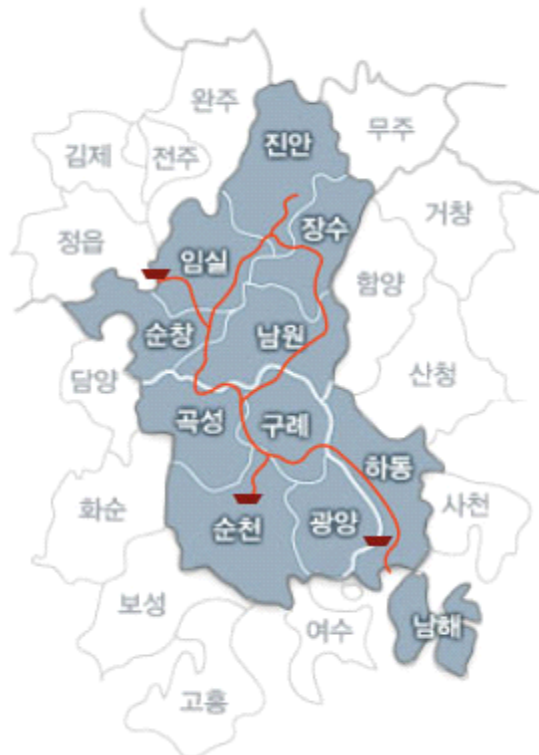 완주
무주
진안
김제
전주
거창
장수
정읍
임실
함양
순창
남원
산청
담양
곡성
구례
하동
화순
사천
순천
광양
보성
여수
남해
고흥